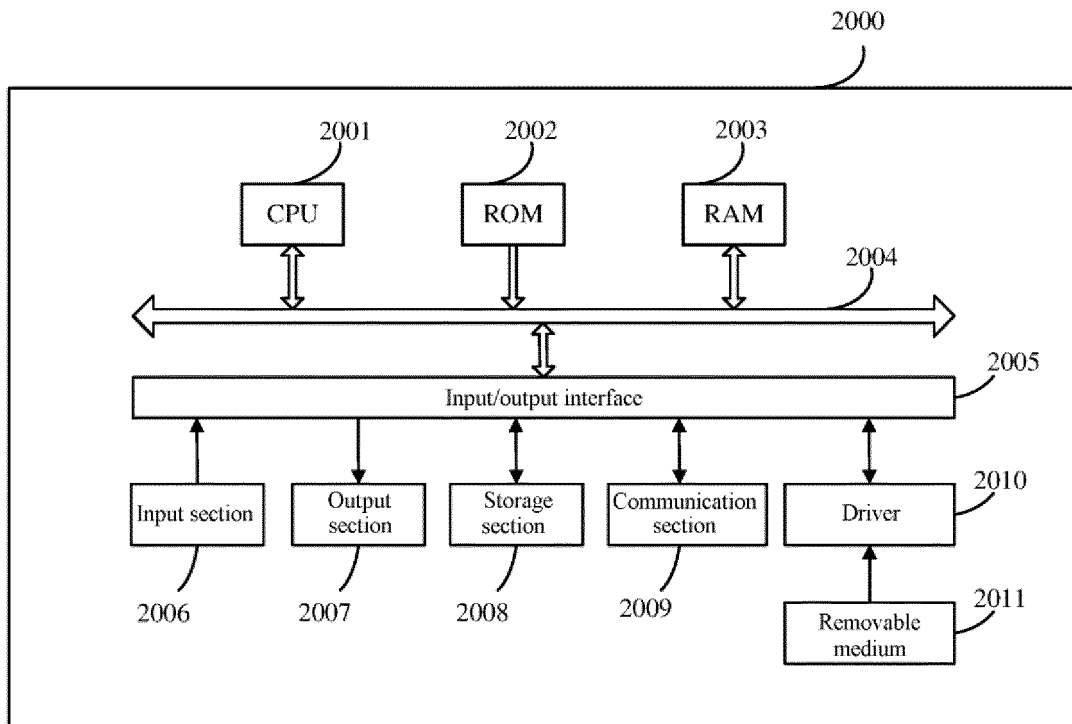 2000
2001
2002
2003
CPU
ROM
RAM
2004
2005
Input/output interface
Input section
Output
section
Storage
section
Communication
section
Driver
2010
2006
2007
2008
2009
Removable
medium
2011